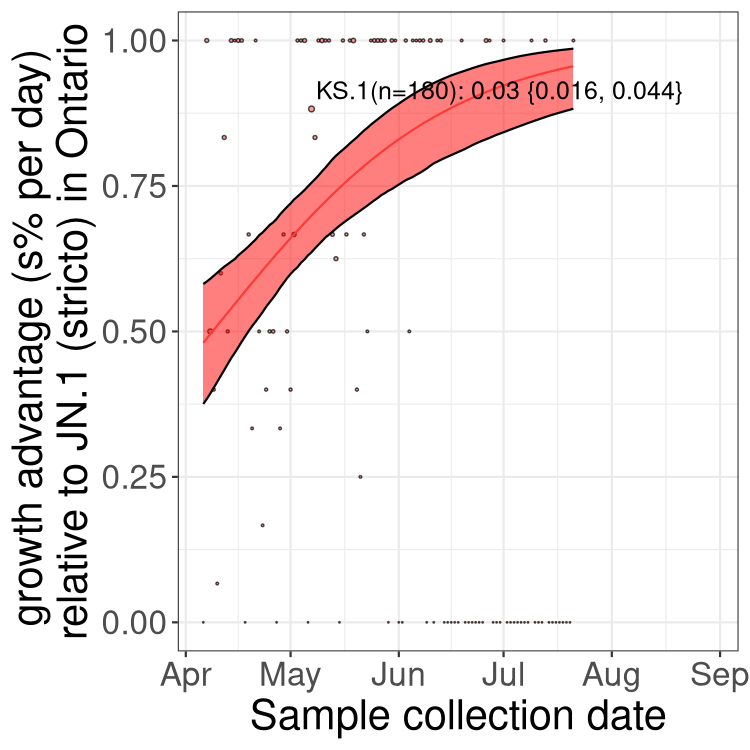 growth advantage (s% per day)
relative to JN.1 (stricto) in Ontario
1.00
0.75
0.50
0.25
0.00
KS.1(n=180): 0.03 {0.016, 0.044}
Apr May Jun Jul Aug Sep
Sample collection date